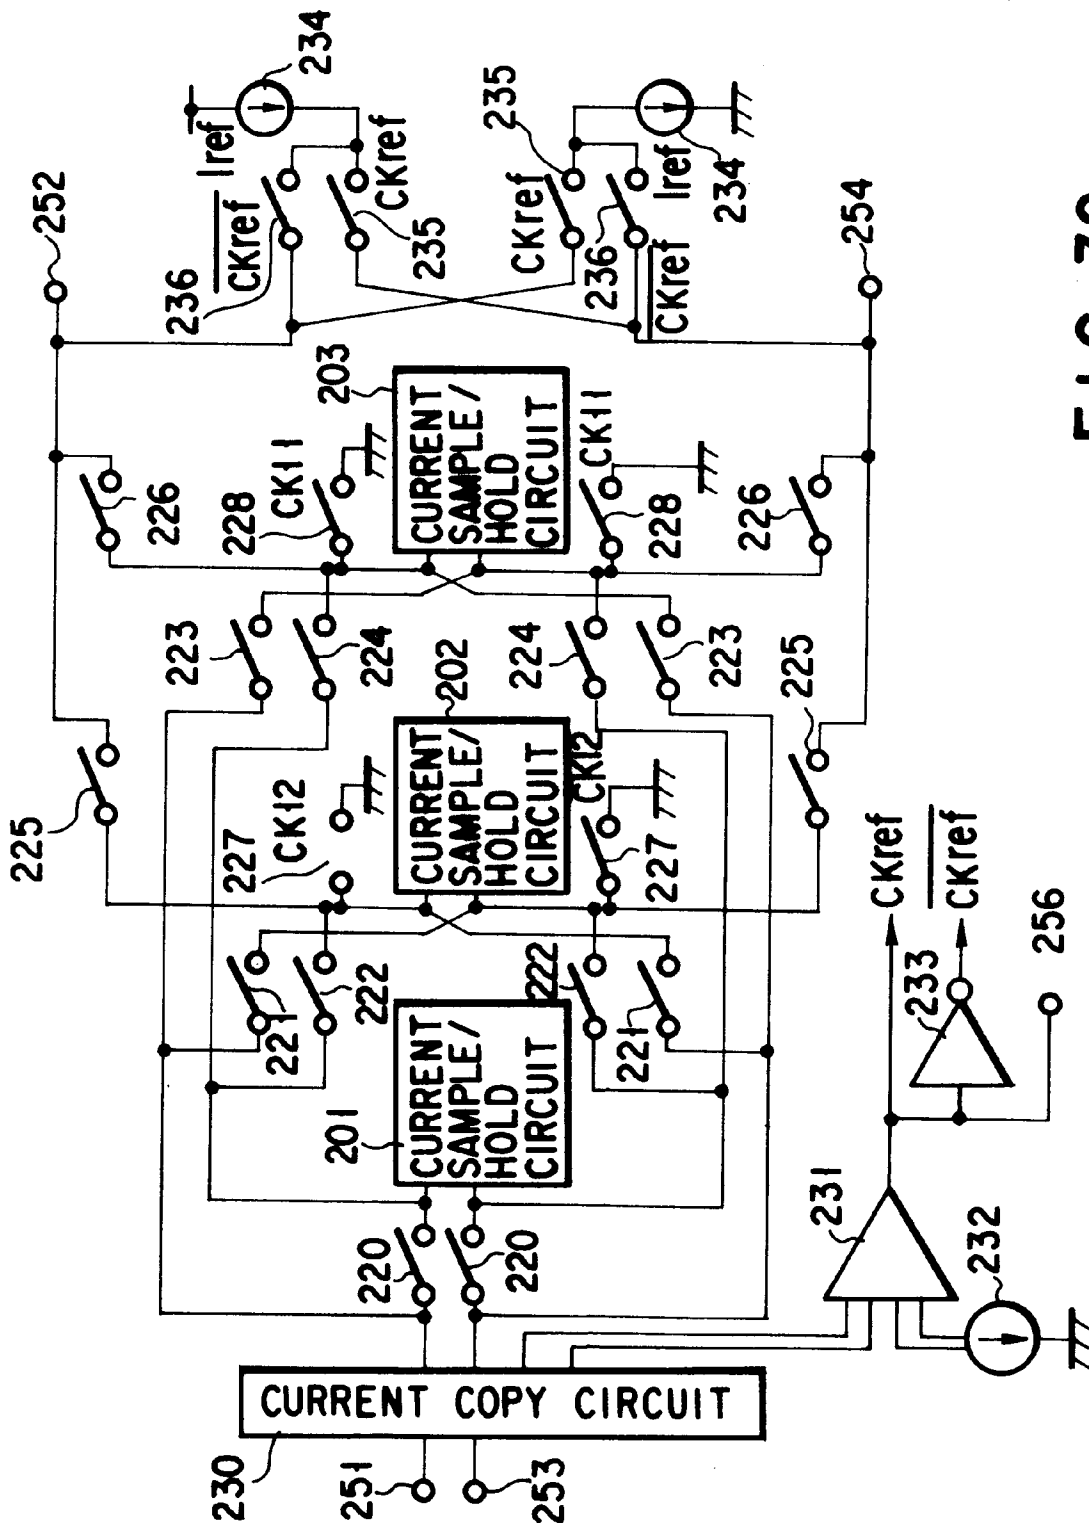 252
Iref
234
CKref
236
CKref
235
CKref
235
236
Iref
234
CKref
254
226
228
CK11
203
CURRENT
SAMPLE/
HOLD
CIRCUIT
CK11
228
226
223
224
224
223
225
227
CK12
202
CURRENT
SAMPLE/
HOLD
CIRCUIT
CK12
227
225
221
222
222
221
201
CURRENT
SAMPLE/
HOLD
CIRCUIT
220
220
CKref
CKref
233
256
231
232
CURRENT COPY CIRCUIT
230
251
253